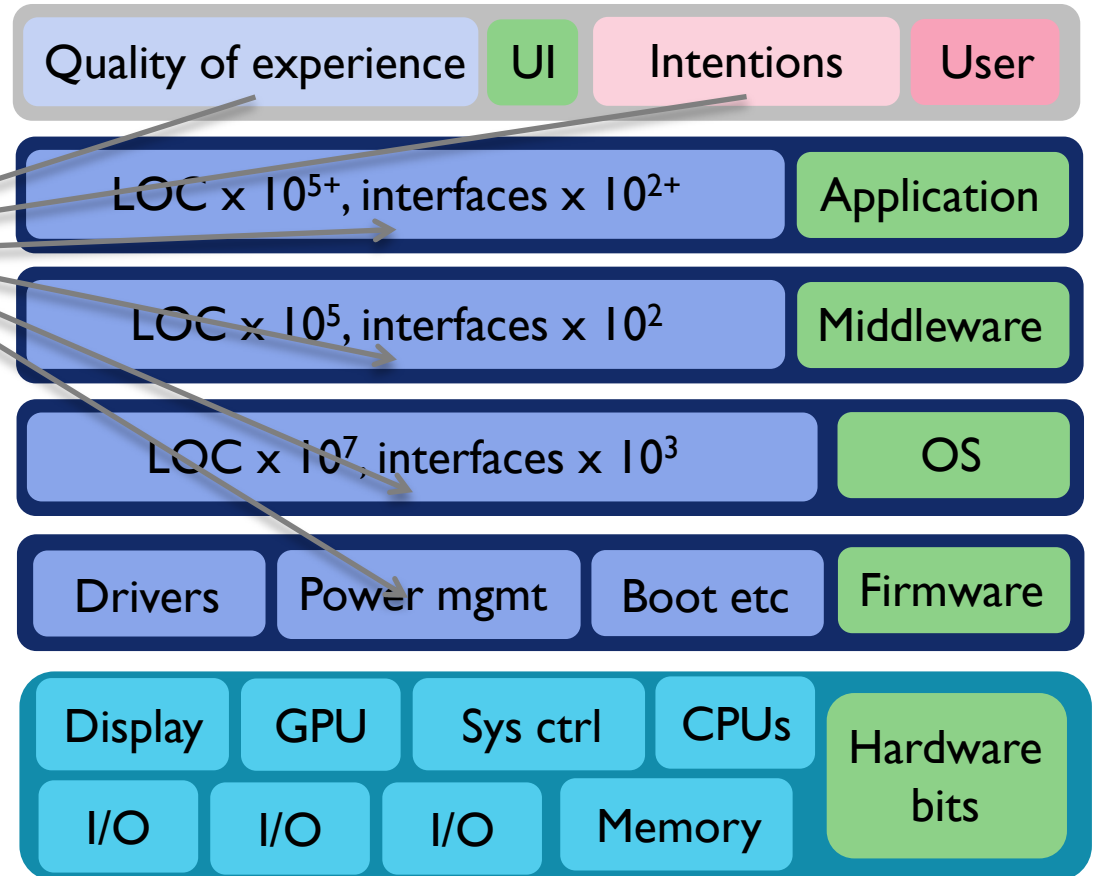 Quality of experience UI Intentions User
LOC x 10⁵⁺, interfaces x 10²⁺ Application
LOC x 10⁵, interfaces x 10² Middleware
LOC x 10⁷, interfaces x 10³ OS
Drivers Power mgmt Boot etc Firmware
Display GPU Sys ctrl CPUs
Hardware
bits
I/O I/O I/O Memory